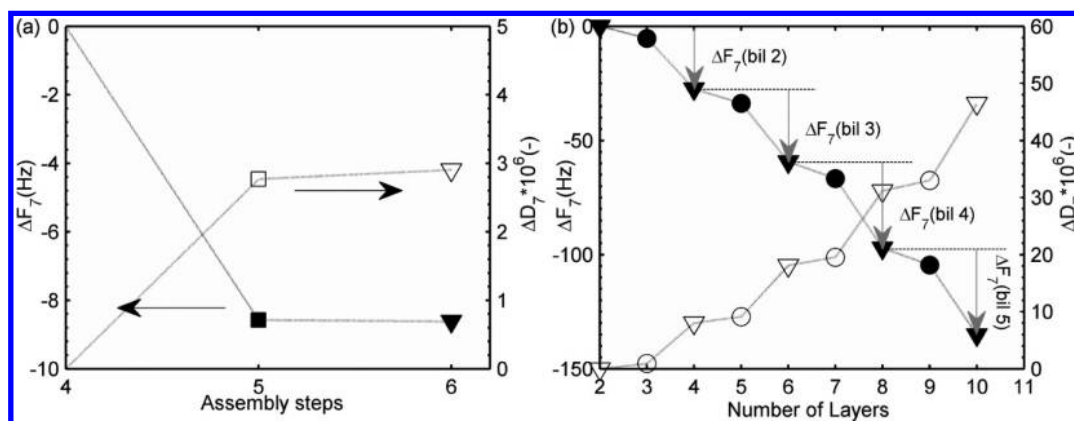 (a)
0
-2
-4
-6
-8
-10
ΔF7(Hz)
5
4
3
2
1
0
ΔD7*10^6(-)
4
5
6
Assembly steps
(b)
0
-50
-100
-150
ΔF7(Hz)
60
50
40
30
20
10
0
ΔD7*10^6(-)
ΔF7(bil 2)
ΔF7(bil 3)
ΔF7(bil 4)
ΔF7(bil 5)
2 3 4 5 6 7 8 9 10 11
Number of Layers